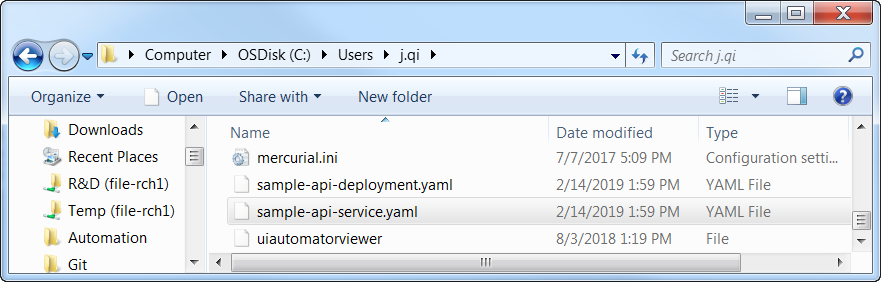 Computer OSDisk (C:) Users j.qi Search j.qi
Organize Open Share with New folder
Name Date modified Type
Downloads
Recent Places
R&D (file-rch1)
Temp (file-rch1)
Automation
Git
mercurial.ini 7/7/2017 5:09 PM Configuration setti...
sample-api-deployment.yaml 2/14/2019 1:59 PM YAML File
sample-api-service.yaml 2/14/2019 1:59 PM YAML File
uiautomatorviewer 8/3/2018 1:19 PM File